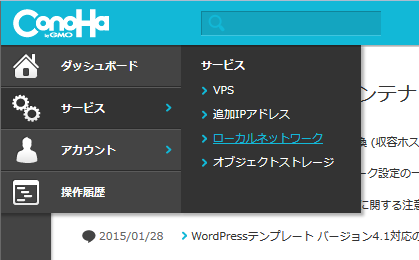 ConoHa
by GMO
ダッシュボード
サービス
アカウント
操作履歴
サービス
VPS
追加IPアドレス
ローカルネットワーク
オブジェクトストレージ
ンテナ
換 (収容ホス
ーク設定の一
に関する注意
2015/01/28
WordPressテンプレート バージョン4.1対応の